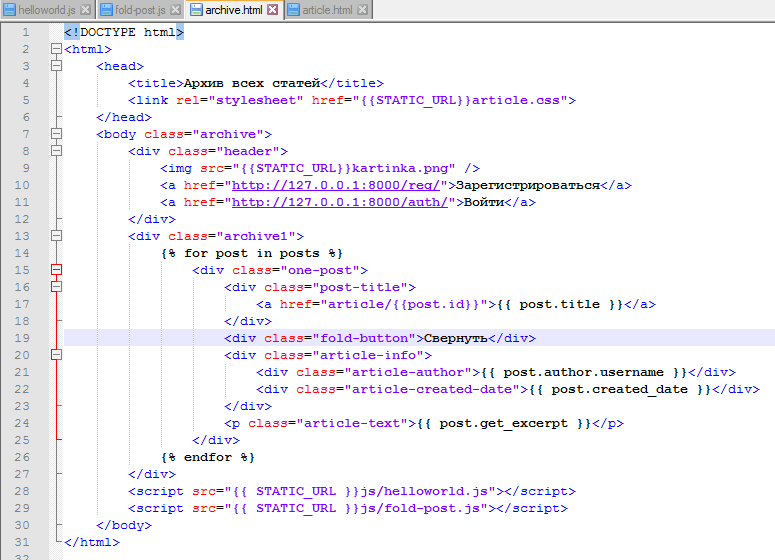 helloworld.js fold-post.js archive.html article.html
1 <!DOCTYPE html>
2 <html>
3 <head>
4 <title>Архив всех статей</title>
5 <link rel="stylesheet" href="{{STATIC_URL}}article.css">
6 </head>
7 <body class="archive">
8 <div class="header">
9 <img src="{{STATIC_URL}}kartinka.png" />
10 <a href="http://127.0.0.1:8000/reg/">Зарегистрироваться</a>
11 <a href="http://127.0.0.1:8000/auth/">Войти</a>
12 </div>
13 <div class="archive1">
14 {% for post in posts %}
15 <div class="one-post">
16 <div class="post-title">
17 <a href="article/{{post.id}}">{{ post.title }}</a>
18 </div>
19 <div class="fold-button">Свернуть</div>
20 <div class="article-info">
21 <div class="article-author">{{ post.author.username }}</div>
22 <div class="article-created-date">{{ post.created_date }}</div>
23 </div>
24 <p class="article-text">{{ post.get_excerpt }}</p>
25 </div>
26 {% endfor %}
27 </div>
28 <script src="{{ STATIC_URL }}js/helloworld.js"></script>
29 <script src="{{ STATIC_URL }}js/fold-post.js"></script>
30 </body>
31 </html>
32